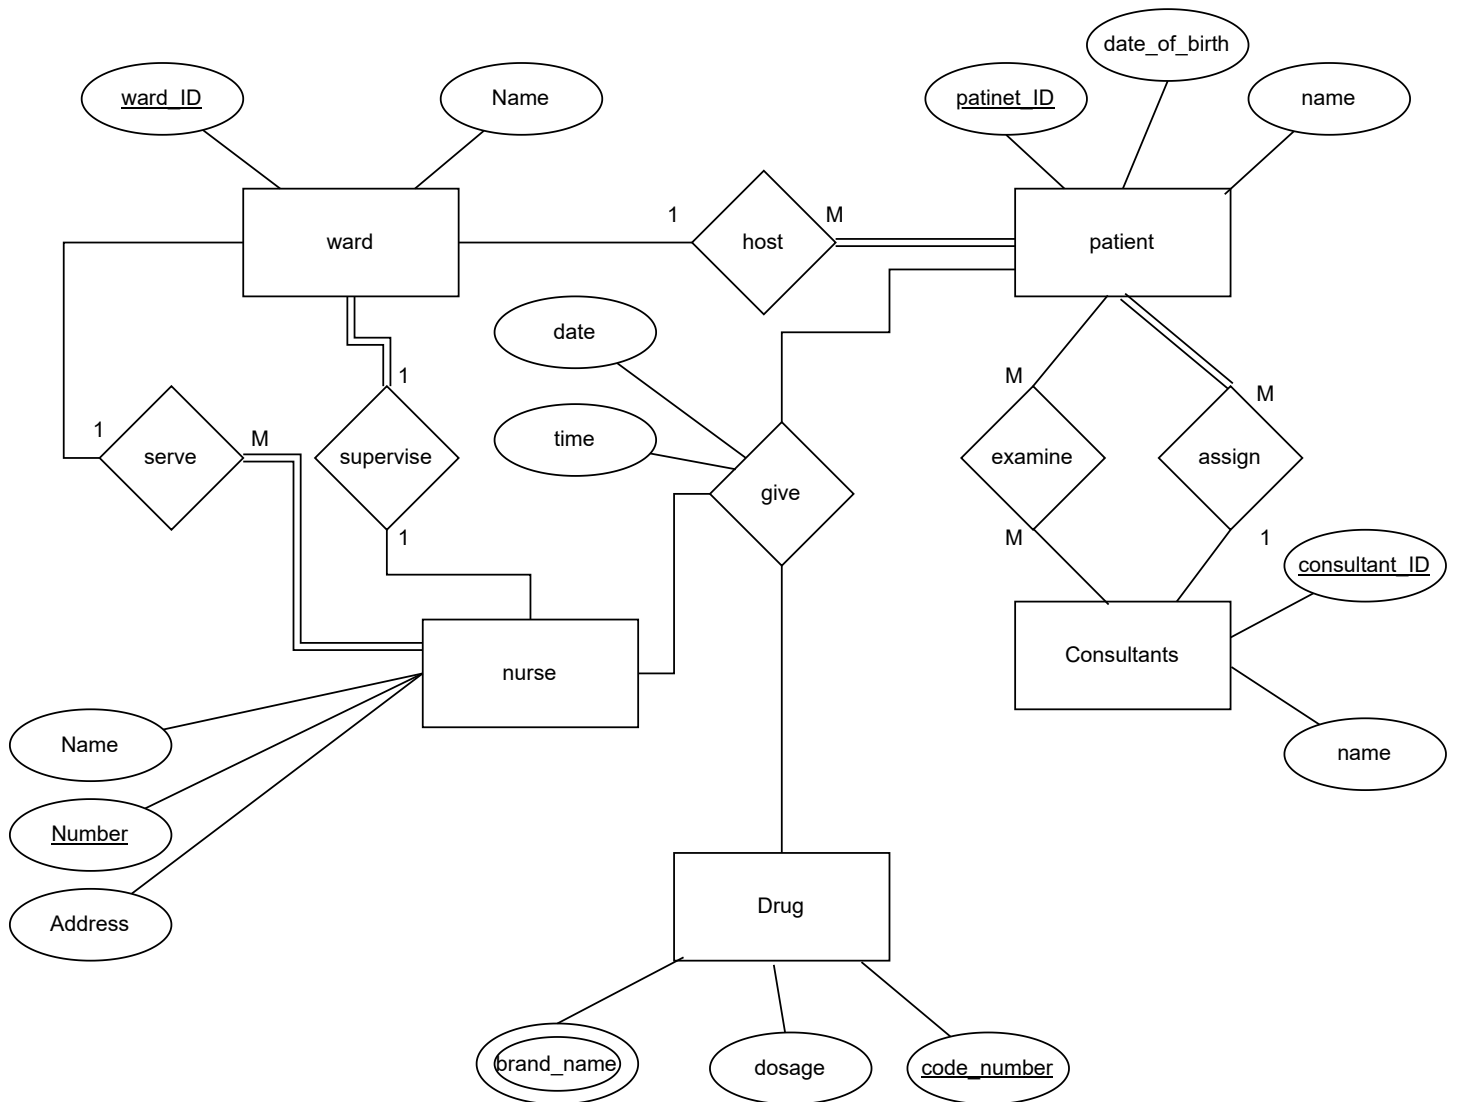 date_of_birth
ward_ID
Name
patinet_ID
name
1
M
ward
host
patient
date
1
M
M
1
M
time
serve
supervise
examine
assign
give
1
M
1
consultant_ID
Consultants
nurse
Name
name
Number
Drug
Address
brand_name
dosage
code_number